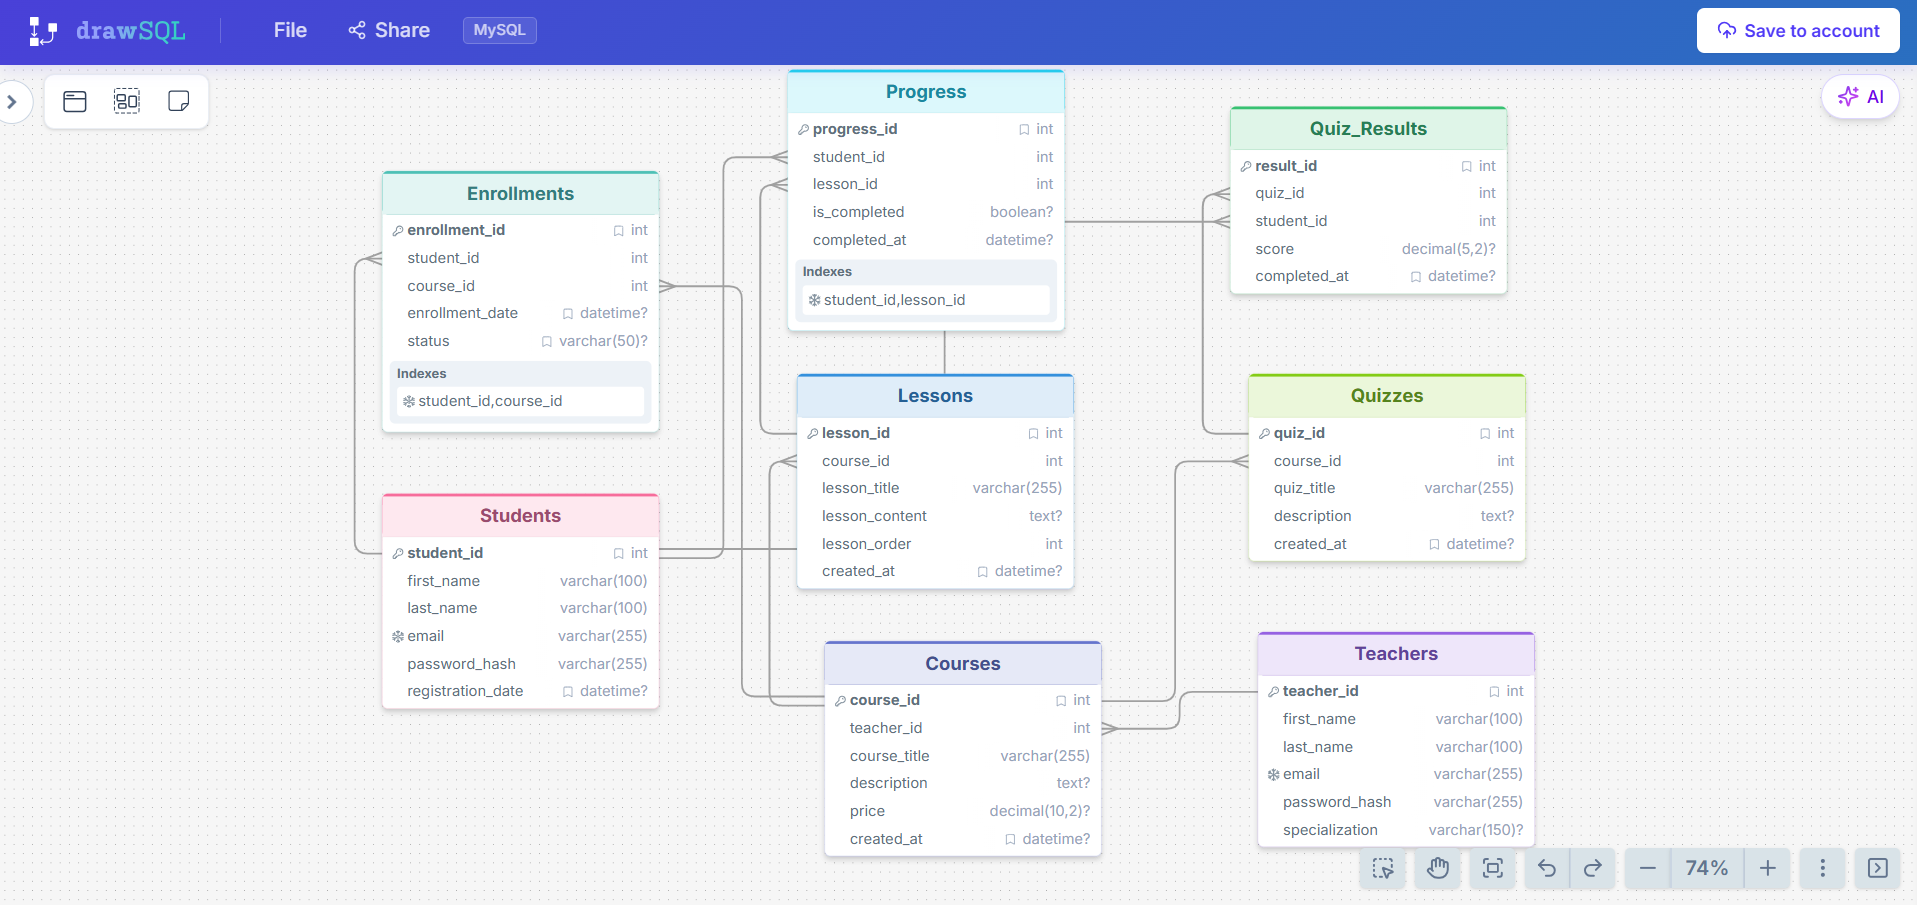 drawSQL
File
Share
MySQL
Save to account
AI
Progress
progress_id int
student_id int
lesson_id int
is_completed boolean?
completed_at datetime?
Indexes
student_id,lesson_id
Quiz_Results
result_id int
quiz_id int
student_id int
score decimal(5,2)?
completed_at datetime?
Enrollments
enrollment_id int
student_id int
course_id int
enrollment_date datetime?
status varchar(50)?
Indexes
student_id,course_id
Lessons
lesson_id int
course_id int
lesson_title varchar(255)
lesson_content text?
lesson_order int
created_at datetime?
Quizzes
quiz_id int
course_id int
quiz_title varchar(255)
description text?
created_at datetime?
Students
student_id int
first_name varchar(100)
last_name varchar(100)
email varchar(255)
password_hash varchar(255)
registration_date datetime?
Courses
course_id int
teacher_id int
course_title varchar(255)
description text?
price decimal(10,2)?
created_at datetime?
Teachers
teacher_id int
first_name varchar(100)
last_name varchar(100)
email varchar(255)
password_hash varchar(255)
specialization varchar(150)?
74%